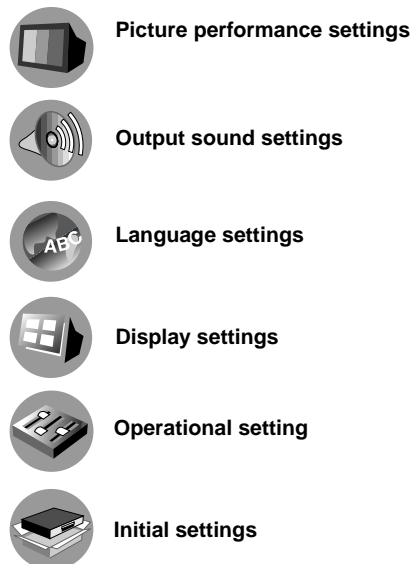 Picture performance settings
Output sound settings
ABC
Language settings
Display settings
Operational setting
Initial settings